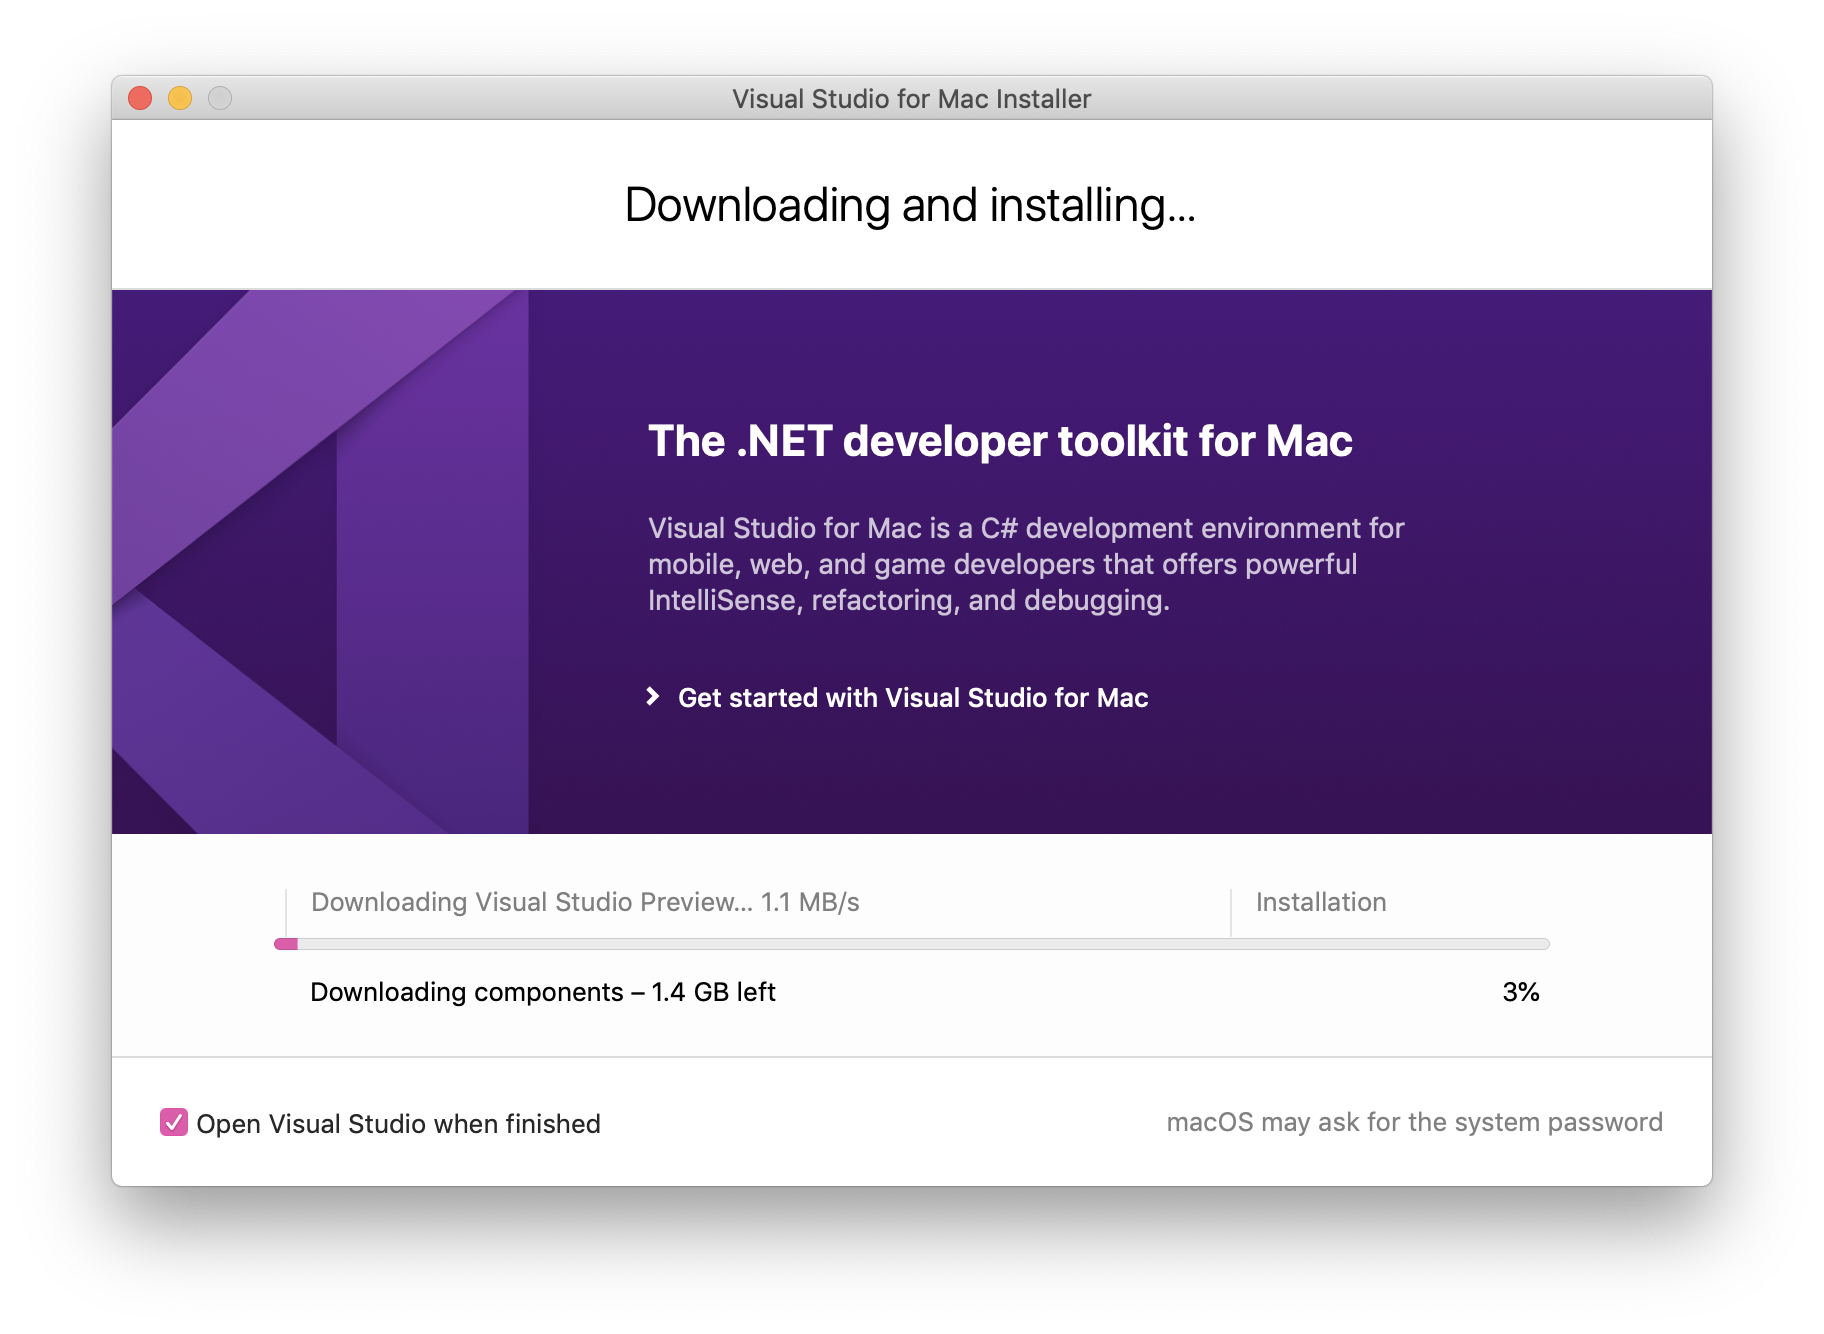 Visual Studio for Mac Installer
Downloading and installing...
The .NET developer toolkit for Mac
Visual Studio for Mac is a C# development environment for
mobile, web, and game developers that offers powerful
IntelliSense, refactoring, and debugging.
Get started with Visual Studio for Mac
Downloading Visual Studio Preview... 1.1 MB/s
Installation
Downloading components – 1.4 GB left
3%
Open Visual Studio when finished
macOS may ask for the system password